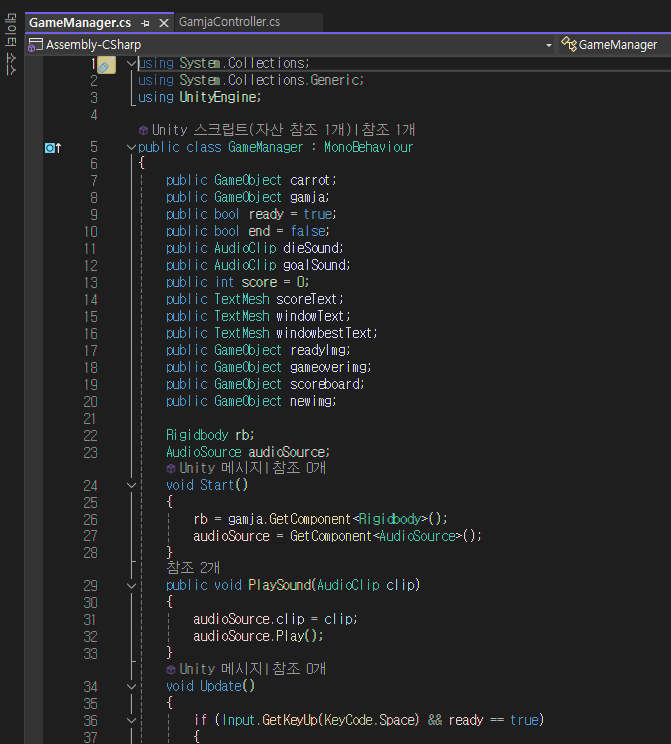 데이터 소스
GameManager.cs
GamjaController.cs
Assembly-CSharp
GameManager
1 using System.Collections;
2 using System.Collections.Generic;
3 using UnityEngine;
4
Unity 스크립트(자산 참조 1개)|참조 1개
5 public class GameManager : MonoBehaviour
6 {
7 public GameObject carrot;
8 public GameObject gamja;
9 public bool ready = true;
10 public bool end = false;
11 public AudioClip dieSound;
12 public AudioClip goalSound;
13 public int score = 0;
14 public TextMesh scoreText;
15 public TextMesh windowText;
16 public TextMesh windowbestText;
17 public GameObject readyImg;
18 public GameObject gameoverimg;
19 public GameObject scoreboard;
20 public GameObject newimg;
21
22 Rigidbody rb;
23 AudioSource audioSource;
Unity 메시지|참조 0개
24 void Start()
25 {
26 rb = gamja.GetComponent<Rigidbody>();
27 audioSource = GetComponent<AudioSource>();
28 }
참조 2개
29 public void PlaySound(AudioClip clip)
30 {
31 audioSource.clip = clip;
32 audioSource.Play();
33 }
Unity 메시지|참조 0개
34 void Update()
35 {
36 if (Input.GetKeyUp(KeyCode.Space) && ready == true)
37 {